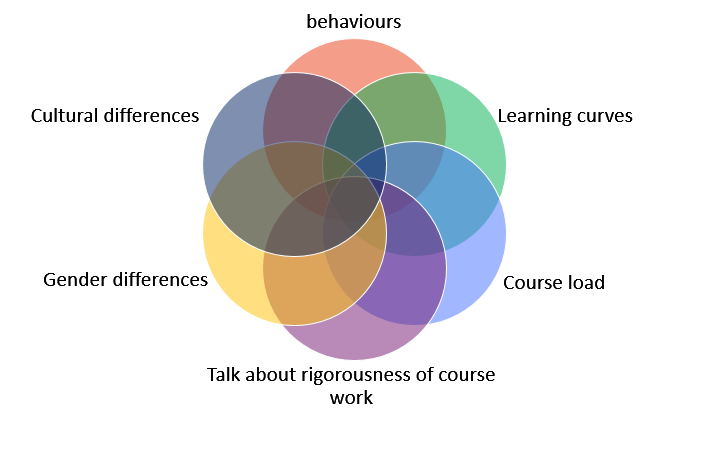 behaviours
Cultural differences
Learning curves
Gender differences
Course load
Talk about rigorousness of course
work